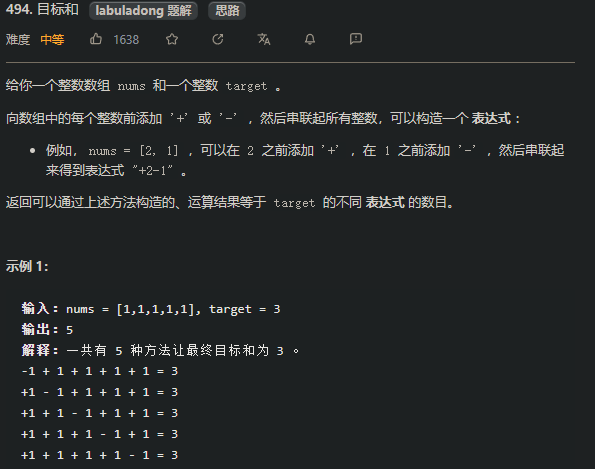 494. 目标和 labuladong 题解 思路
难度 中等 1638
给你一个整数数组 nums 和一个整数 target 。
向数组中的每个整数前添加 '+' 或 '-' ，然后串联起所有整数，可以构造一个 表达式 ：
• 例如， nums = [2, 1] ，可以在 2 之前添加 '+' ，在 1 之前添加 '-' ，然后串联起
来得到表达式 "+2-1" 。
返回可以通过上述方法构造的、运算结果等于 target 的不同 表达式 的数目。
示例 1：
输入：nums = [1,1,1,1,1], target = 3
输出：5
解释：一共有 5 种方法让最终目标和为 3 。
-1 + 1 + 1 + 1 + 1 = 3
+1 - 1 + 1 + 1 + 1 = 3
+1 + 1 - 1 + 1 + 1 = 3
+1 + 1 + 1 - 1 + 1 = 3
+1 + 1 + 1 + 1 - 1 = 3